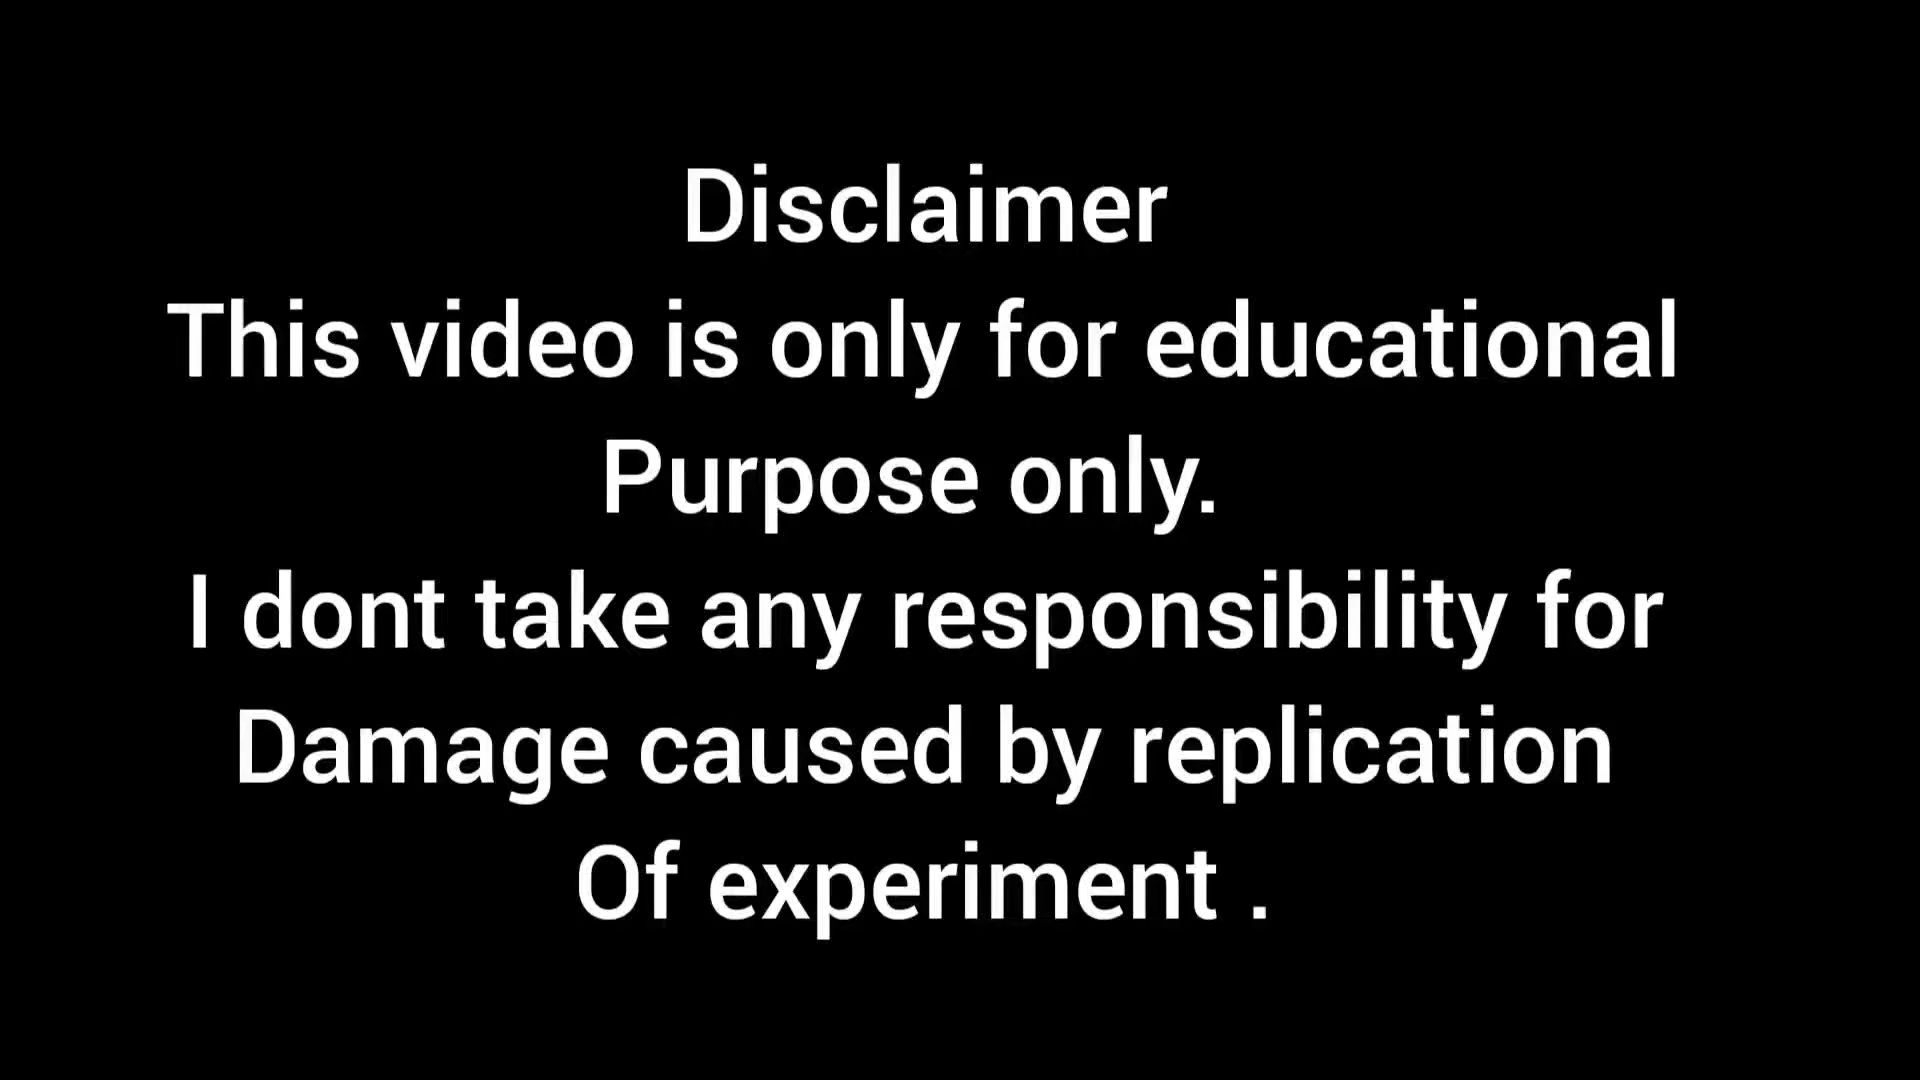 Disclaimer
This video is only for educational
Purpose only.
I dont take any responsibility for
Damage caused by replication
Of experiment .